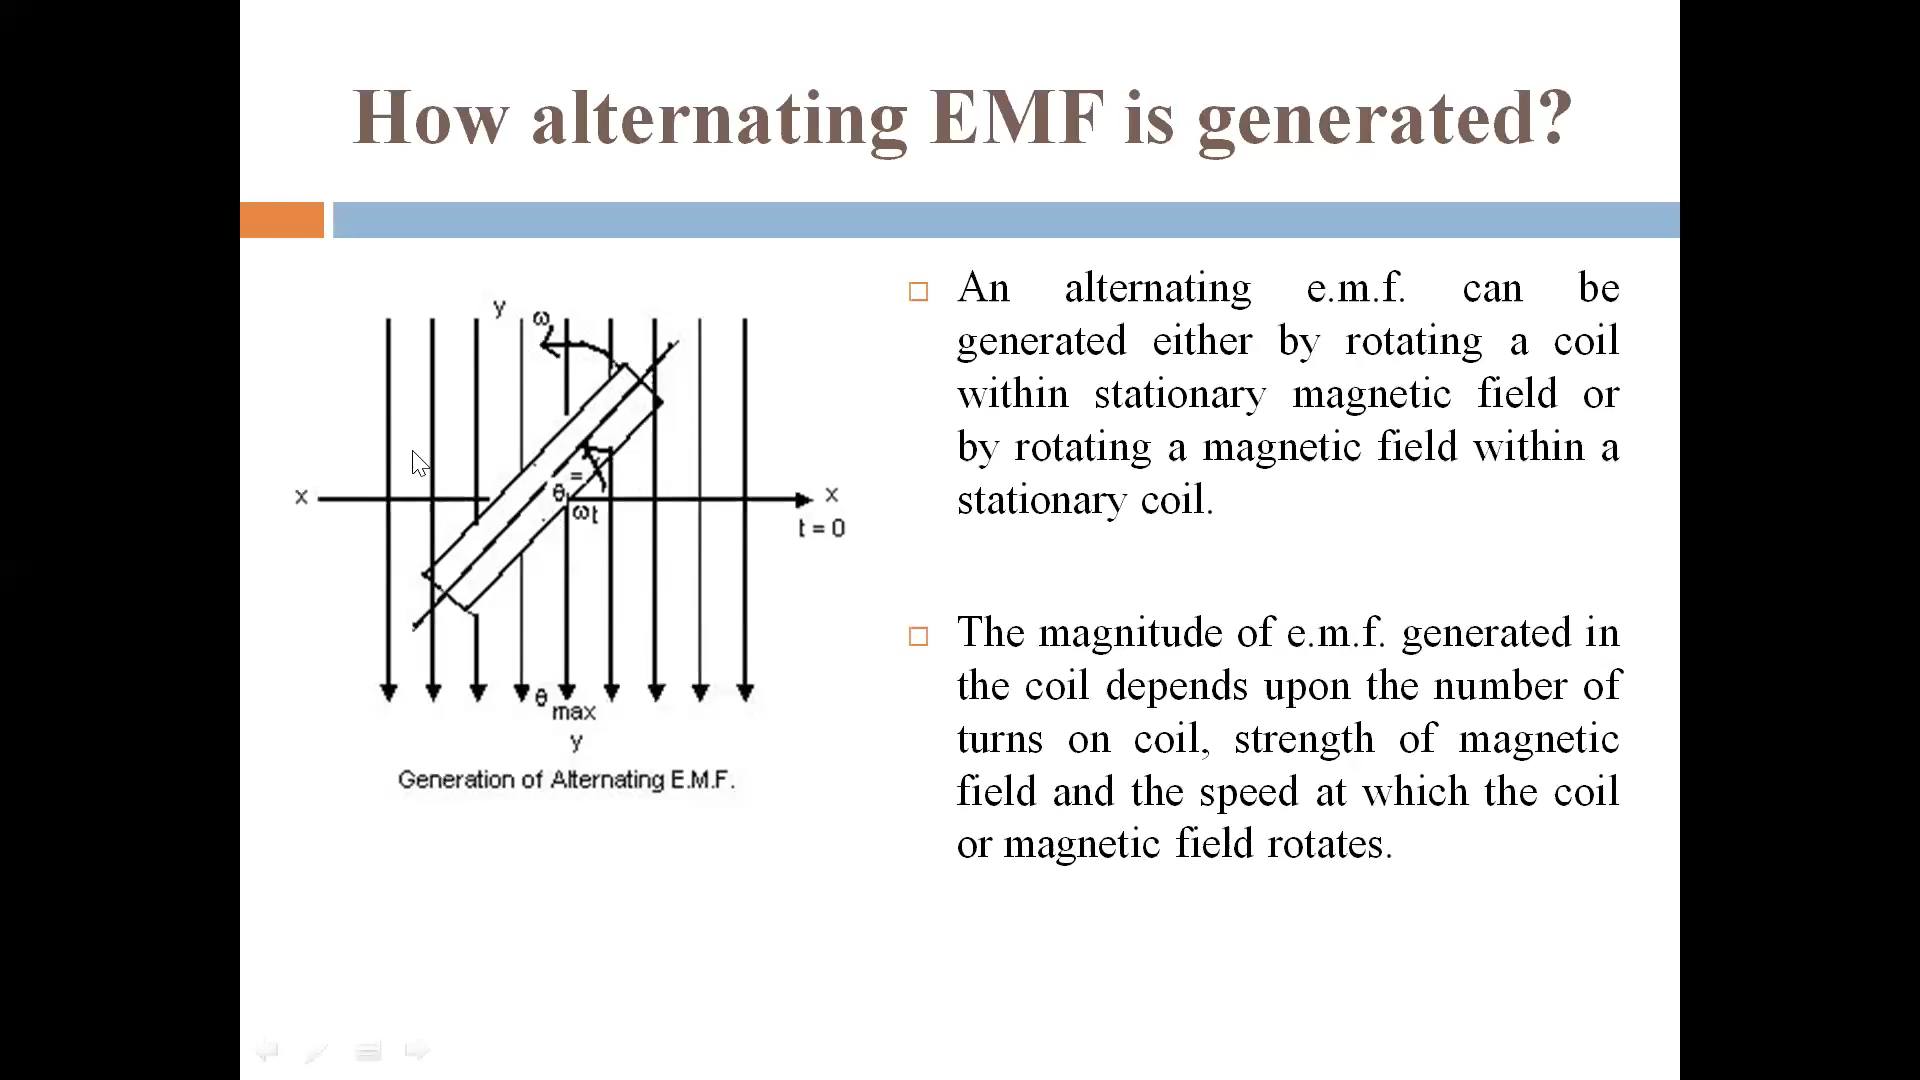 How alternating EMF is generated?
y
ω
x
θ =
ωt
x
t = 0
θ max
y
Generation of Alternating E.M.F.
An alternating e.m.f. can be
generated either by rotating a coil
within stationary magnetic field or
by rotating a magnetic field within a
stationary coil.
The magnitude of e.m.f. generated in
the coil depends upon the number of
turns on coil, strength of magnetic
field and the speed at which the coil
or magnetic field rotates.